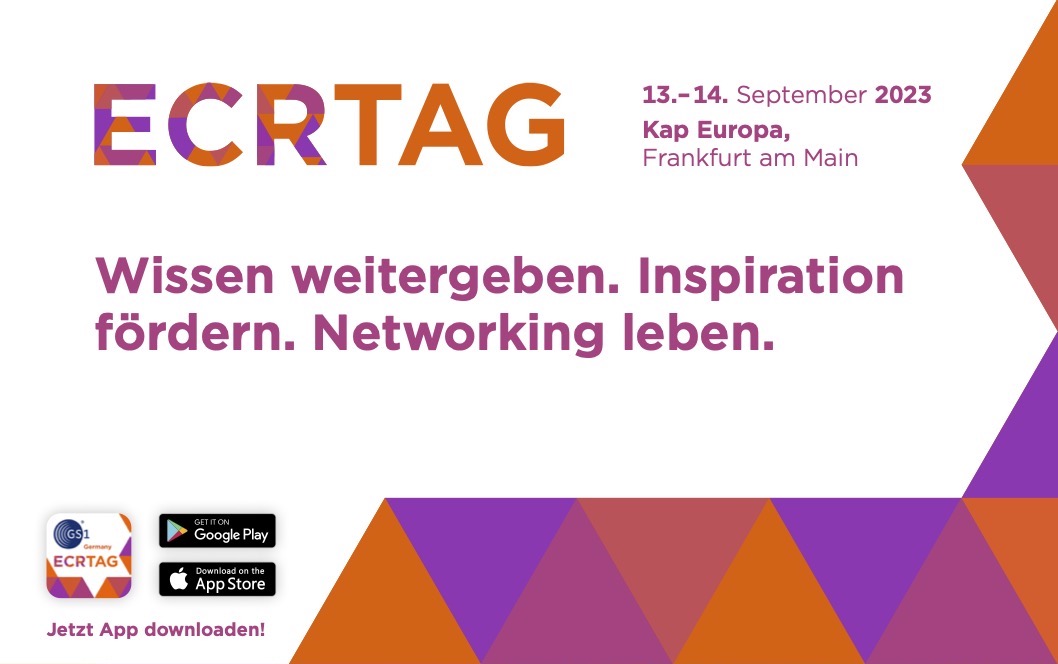 ECRTAG
13.–14. September 2023
Kap Europa,
Frankfurt am Main
Wissen weitergeben. Inspiration
fördern. Networking leben.
GS1
Germany
ECRTAG
GET IT ON
Google Play
Download on the
App Store
Jetzt App downloaden!